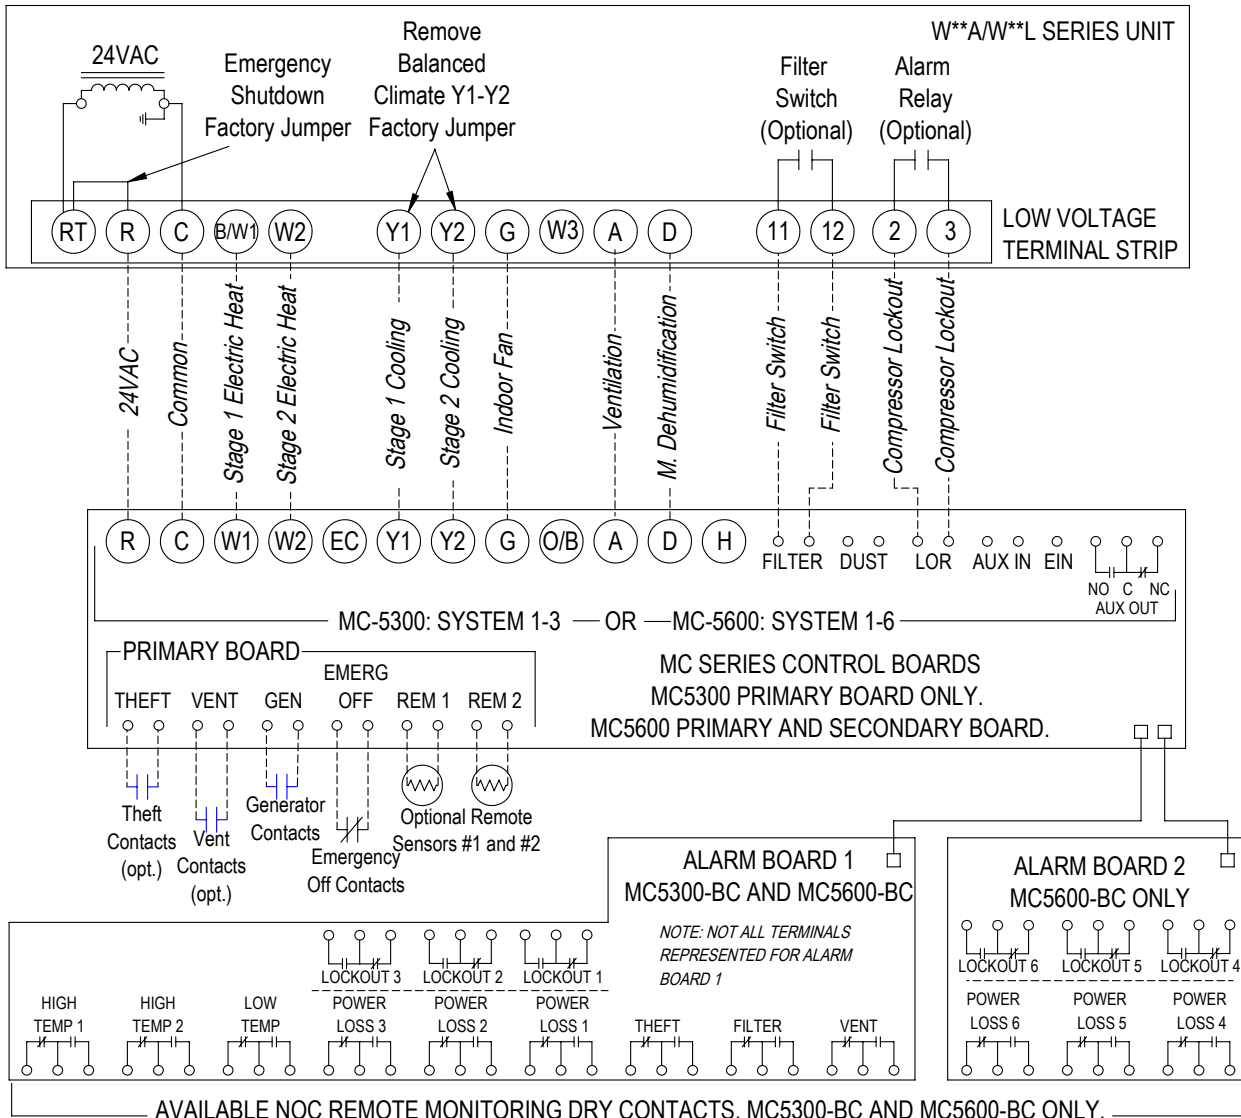 W**A/W**L SERIES UNIT
24VAC
Emergency
Shutdown
Factory Jumper
Remove
Balanced
Climate Y1-Y2
Factory Jumper
Filter
Switch
(Optional)
Alarm
Relay
(Optional)
RT R C B/W1 W2 Y1 Y2 G W3 A D 11 12 2 3
LOW VOLTAGE
TERMINAL STRIP
24VAC
Common
Stage 1 Electric Heat
Stage 2 Electric Heat
Stage 1 Cooling
Stage 2 Cooling
Indoor Fan
Ventilation
M. Dehumidification
Filter Switch
Filter Switch
Compressor Lockout
Compressor Lockout
R C W1 W2 EC Y1 Y2 G O/B A D H
FILTER DUST LOR AUX IN EIN
NO C NC
AUX OUT
MC-5300: SYSTEM 1-3 OR MC-5600: SYSTEM 1-6
PRIMARY BOARD
THEFT VENT GEN EMERG
OFF REM 1 REM 2
MC SERIES CONTROL BOARDS
MC5300 PRIMARY BOARD ONLY.
MC5600 PRIMARY AND SECONDARY BOARD.
Theft
Contacts
(opt.)
Vent
Contacts
(opt.)
Generator
Contacts
Emergency
Off Contacts
Optional Remote
Sensors #1 and #2
ALARM BOARD 1
MC5300-BC AND MC5600-BC
NOTE: NOT ALL TERMINALS
REPRESENTED FOR ALARM
BOARD 1
LOCKOUT 3 LOCKOUT 2 LOCKOUT 1
HIGH
TEMP 1
HIGH
TEMP 2
LOW
TEMP
POWER
LOSS 3
POWER
LOSS 2
POWER
LOSS 1
THEFT
FILTER
VENT
ALARM BOARD 2
MC5600-BC ONLY
LOCKOUT 6 LOCKOUT 5 LOCKOUT 4
POWER
LOSS 6
POWER
LOSS 5
POWER
LOSS 4
AVAILABLE NOC REMOTE MONITORING DRY CONTACTS. MC5300-BC AND MC5600-BC ONLY.